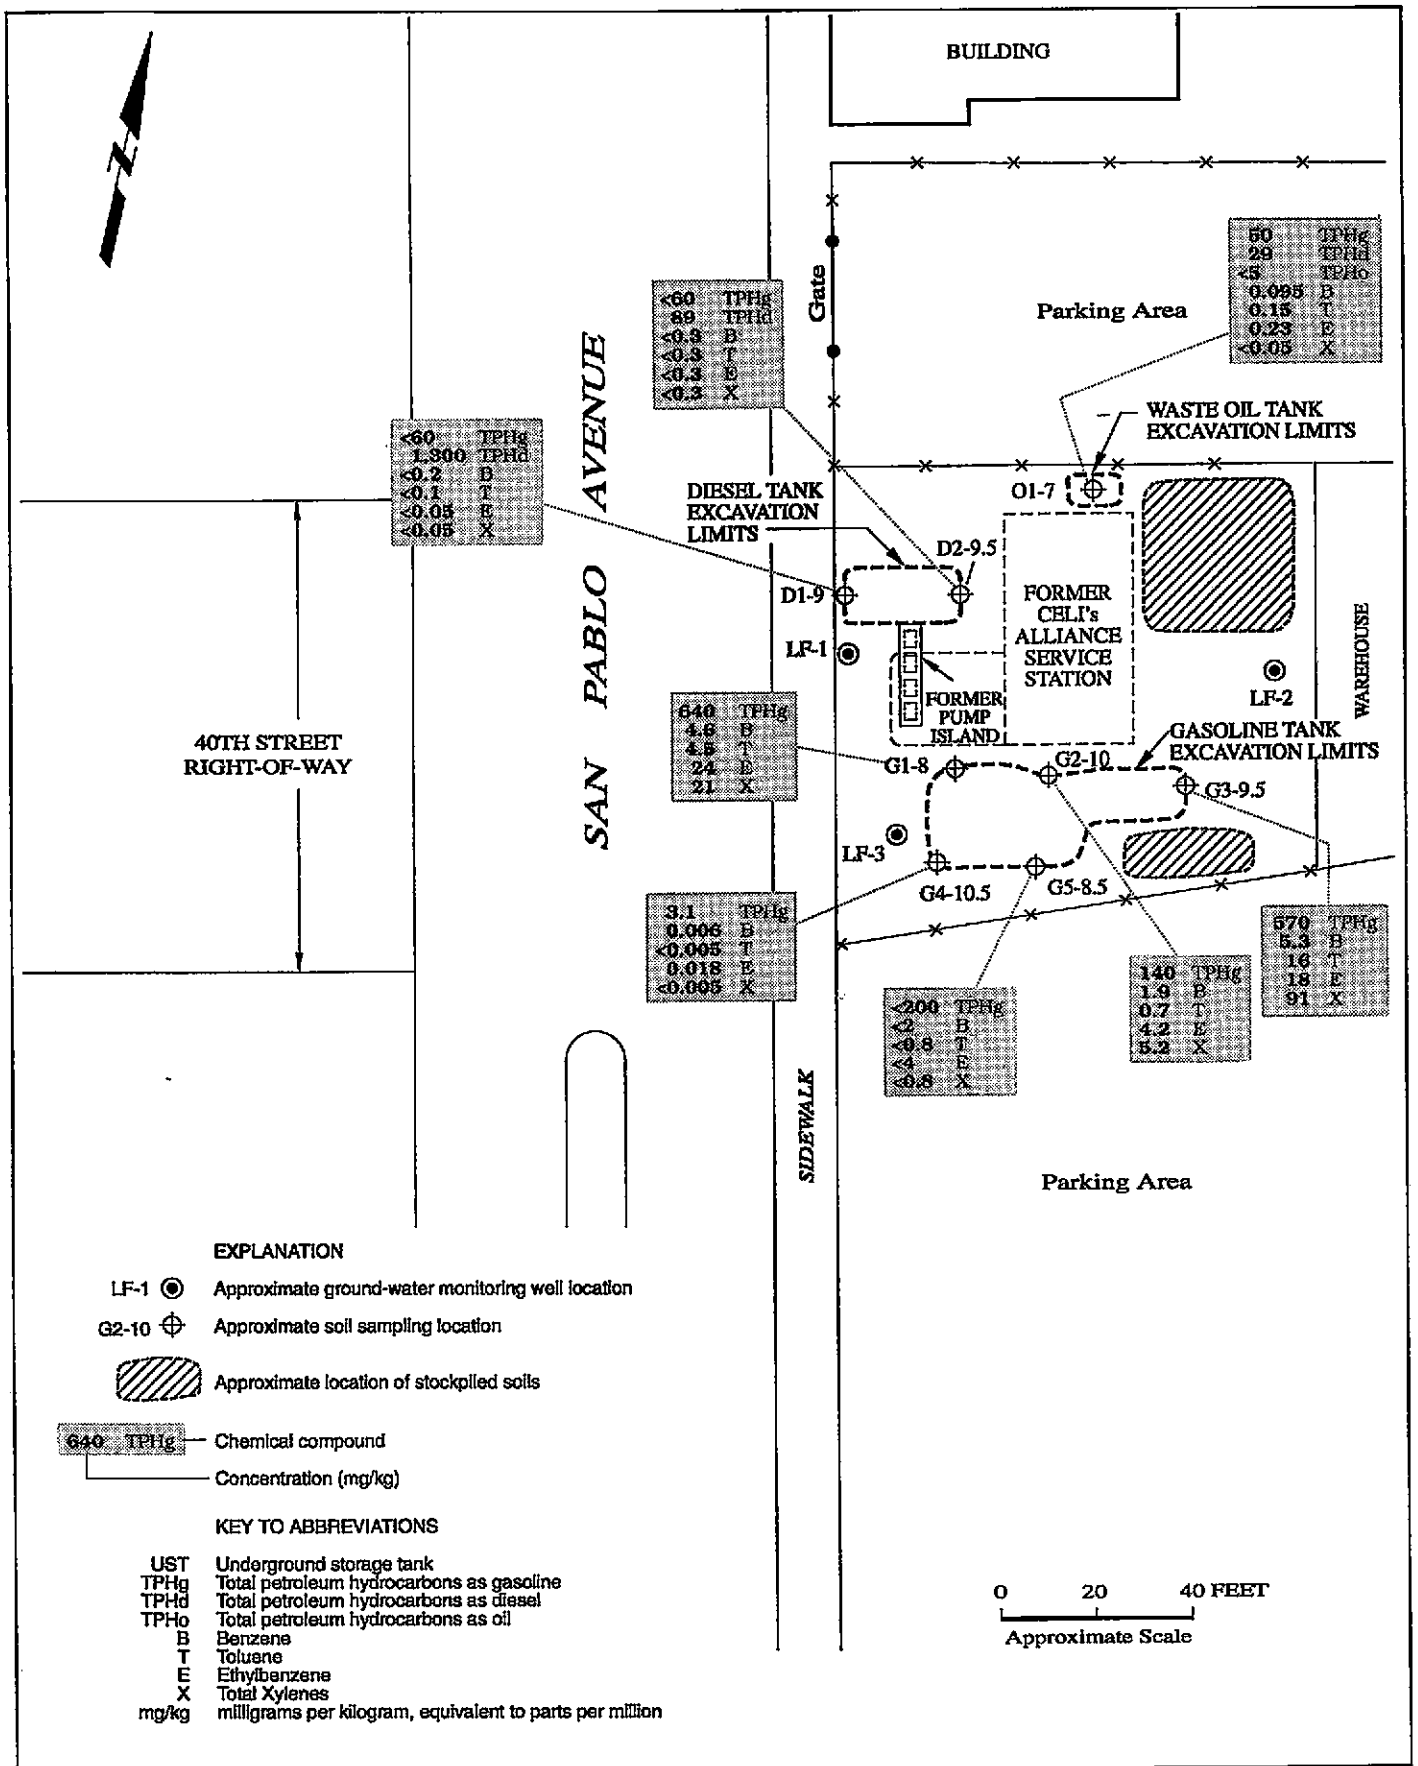 N
BUILDING
Gate
50 TPHg
29 TPHd
<5 TPHo
0.095 B
0.15 T
0.23 E
<0.05 X
Parking Area
<60 TPHg
89 TPHd
<0.3 B
<0.3 T
<0.3 E
<0.3 X
WASTE OIL TANK
EXCAVATION LIMITS
<60 TPHg
1,300 TPHd
<0.2 B
<0.1 T
<0.05 E
<0.05 X
SAN PABLO AVENUE
O1-7
DIESEL TANK
EXCAVATION
LIMITS
D2-9.5
D1-9
FORMER
CELI's
ALLIANCE
SERVICE
STATION
LF-1
LF-2
WAREHOUSE
FORMER
PUMP
ISLAND
640 TPHg
4.6 B
4.5 T
24 E
21 X
GASOLINE TANK
EXCAVATION LIMITS
40TH STREET
RIGHT-OF-WAY
G1-8
G2-10
G3-9.5
LF-3
G4-10.5
G5-8.5
3.1 TPHg
0.006 B
<0.005 T
0.018 E
<0.005 X
<200 TPHg
<2 B
<0.8 T
<4 E
<0.8 X
140 TPHg
1.9 B
0.7 T
4.2 E
5.2 X
570 TPHg
5.3 B
16 T
18 E
91 X
SIDEWALK
Parking Area
EXPLANATION
LF-1 Approximate ground-water monitoring well location
G2-10 Approximate soil sampling location
Approximate location of stockpiled soils
640 TPHg Chemical compound
Concentration (mg/kg)
KEY TO ABBREVIATIONS
UST Underground storage tank
TPHg Total petroleum hydrocarbons as gasoline
TPHd Total petroleum hydrocarbons as diesel
TPHo Total petroleum hydrocarbons as oil
B Benzene
T Toluene
E Ethylbenzene
X Total Xylenes
mg/kg milligrams per kilogram, equivalent to parts per million
0 20 40 FEET
Approximate Scale